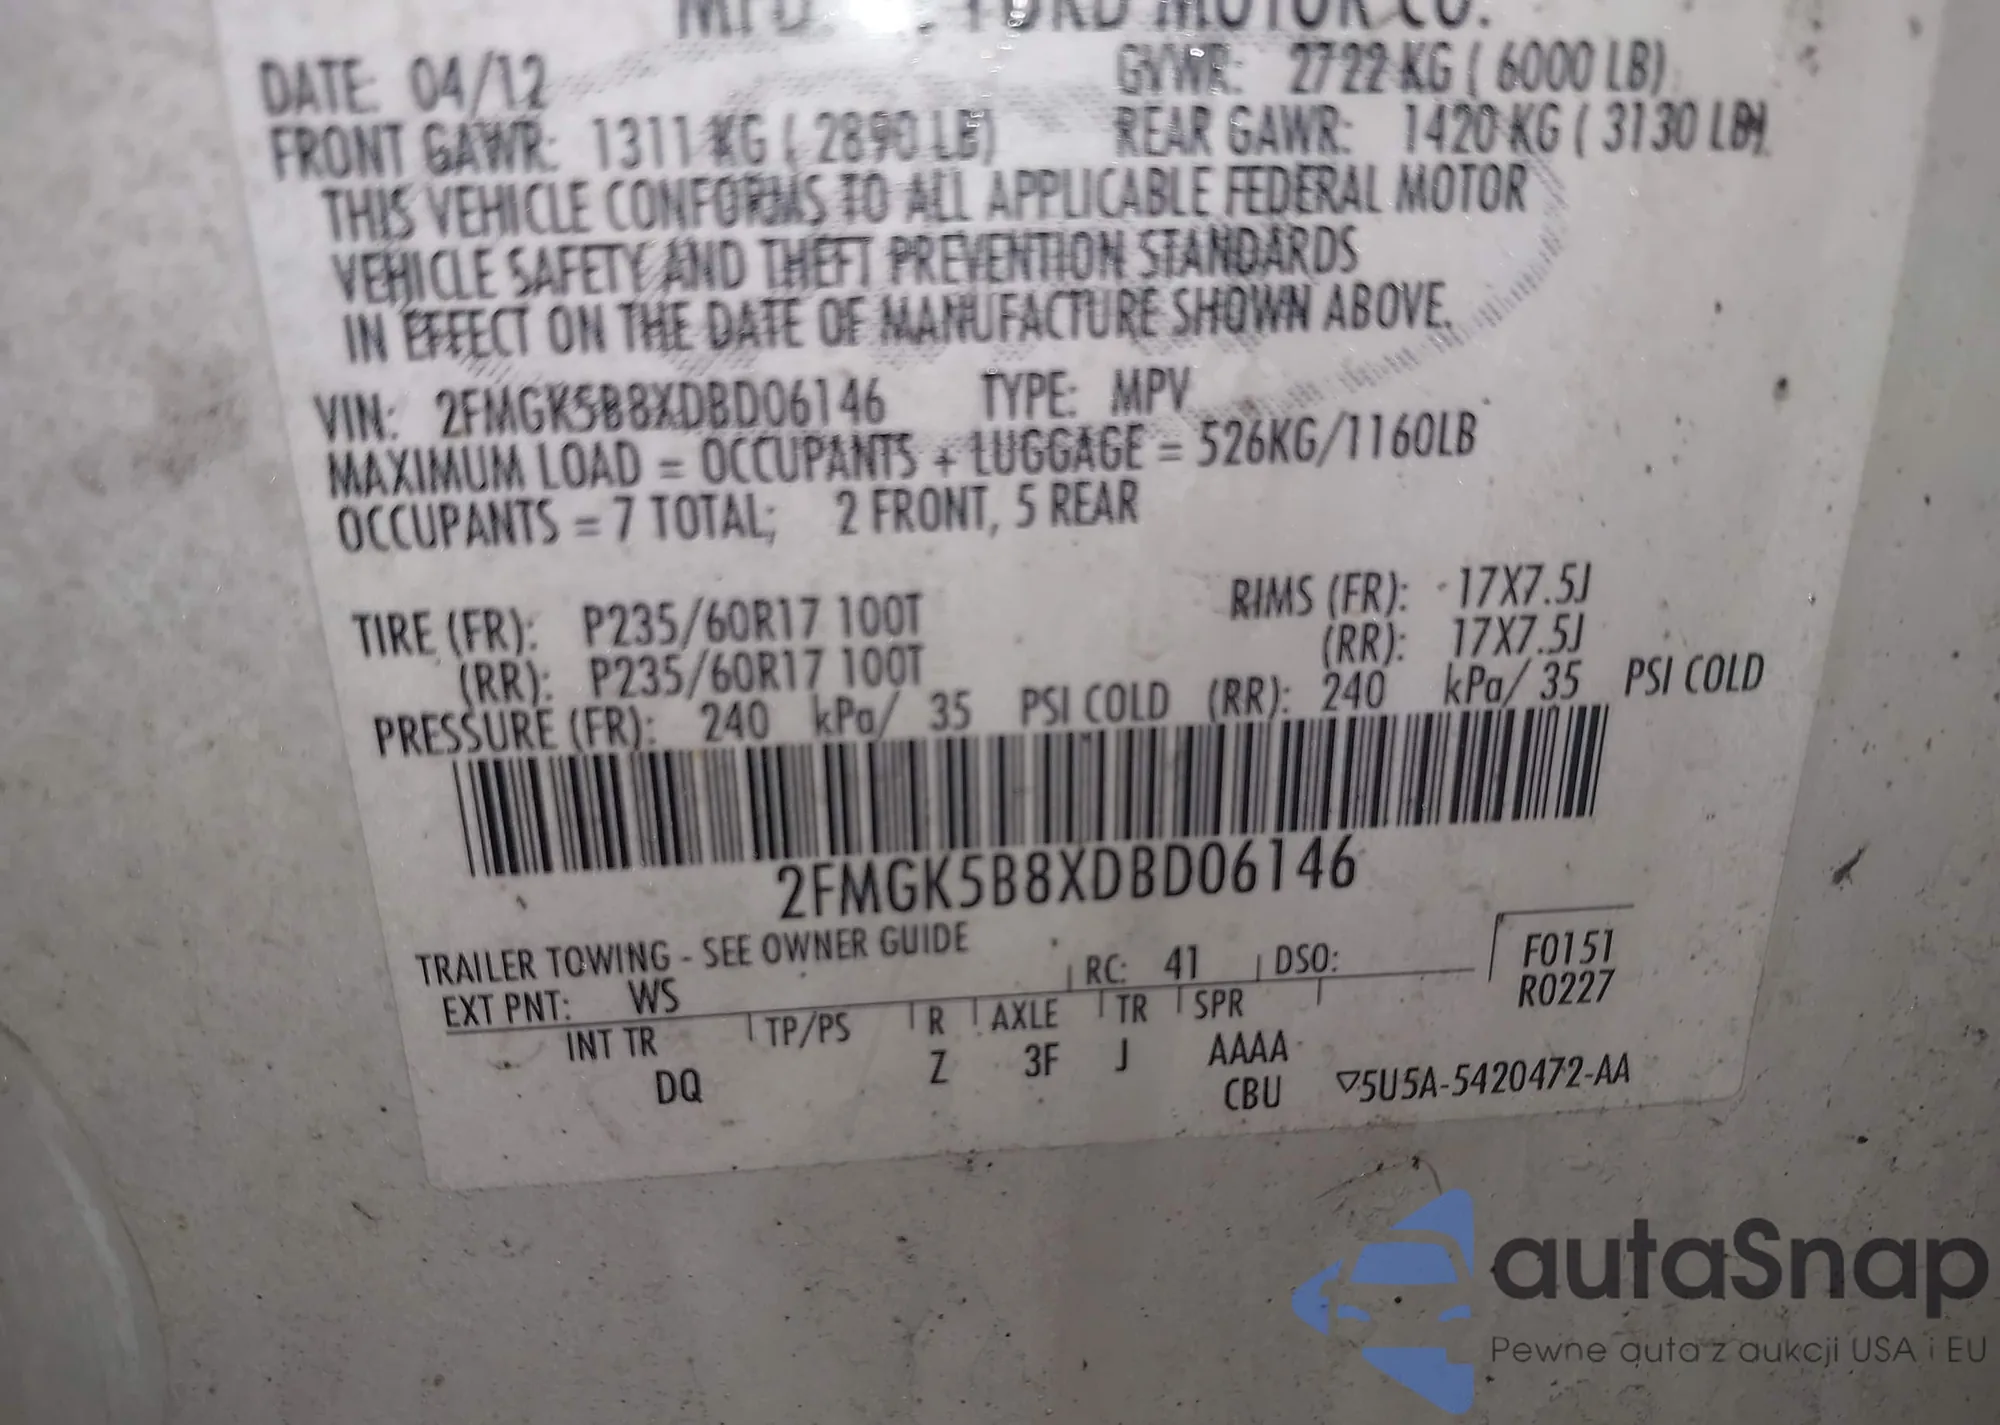 MFD. BY FORD MOTOR CO.
DATE: 04/12 GVWR: 2722 KG ( 6000 LB)
FRONT GAWR: 1311 KG ( 2890 LB) REAR GAWR: 1420 KG ( 3130 LB)
THIS VEHICLE CONFORMS TO ALL APPLICABLE FEDERAL MOTOR
VEHICLE SAFETY AND THEFT PREVENTION STANDARDS
IN EFFECT ON THE DATE OF MANUFACTURE SHOWN ABOVE.
VIN: 2FMGK5B8XDBD06146 TYPE: MPV
MAXIMUM LOAD = OCCUPANTS + LUGGAGE = 526KG/1160LB
OCCUPANTS = 7 TOTAL; 2 FRONT, 5 REAR
TIRE (FR): P235/60R17 100T RIMS (FR): 17X7.5J
(RR): P235/60R17 100T (RR): 17X7.5J
PRESSURE (FR): 240 kPa/ 35 PSI COLD (RR): 240 kPa/ 35 PSI COLD
2FMGK5B8XDBD06146
TRAILER TOWING - SEE OWNER GUIDE
EXT PNT: WS RC: 41 DSO: F0151
R0227
INT TR TP/PS R AXLE TR SPR
DQ Z 3F J AAAA
CBU ▽5U5A-5420472-AA
autaSnap
Pewne auta z aukcji USA i EU